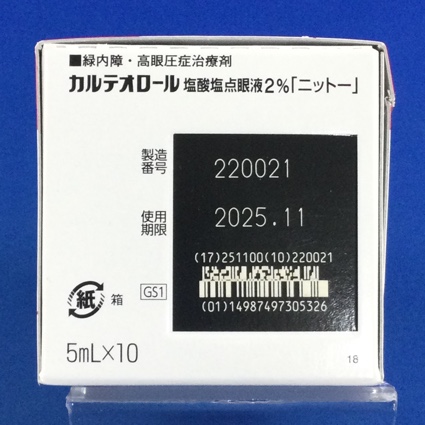 ■緑内障・高眼圧症治療剤
カルテオロール塩酸塩点眼液2%「ニットー」
製造番号 220021
使用期限 2025.11
(17)251100(10)220021
(01)14987497305326
紙 箱 GS1
5mL×10
18